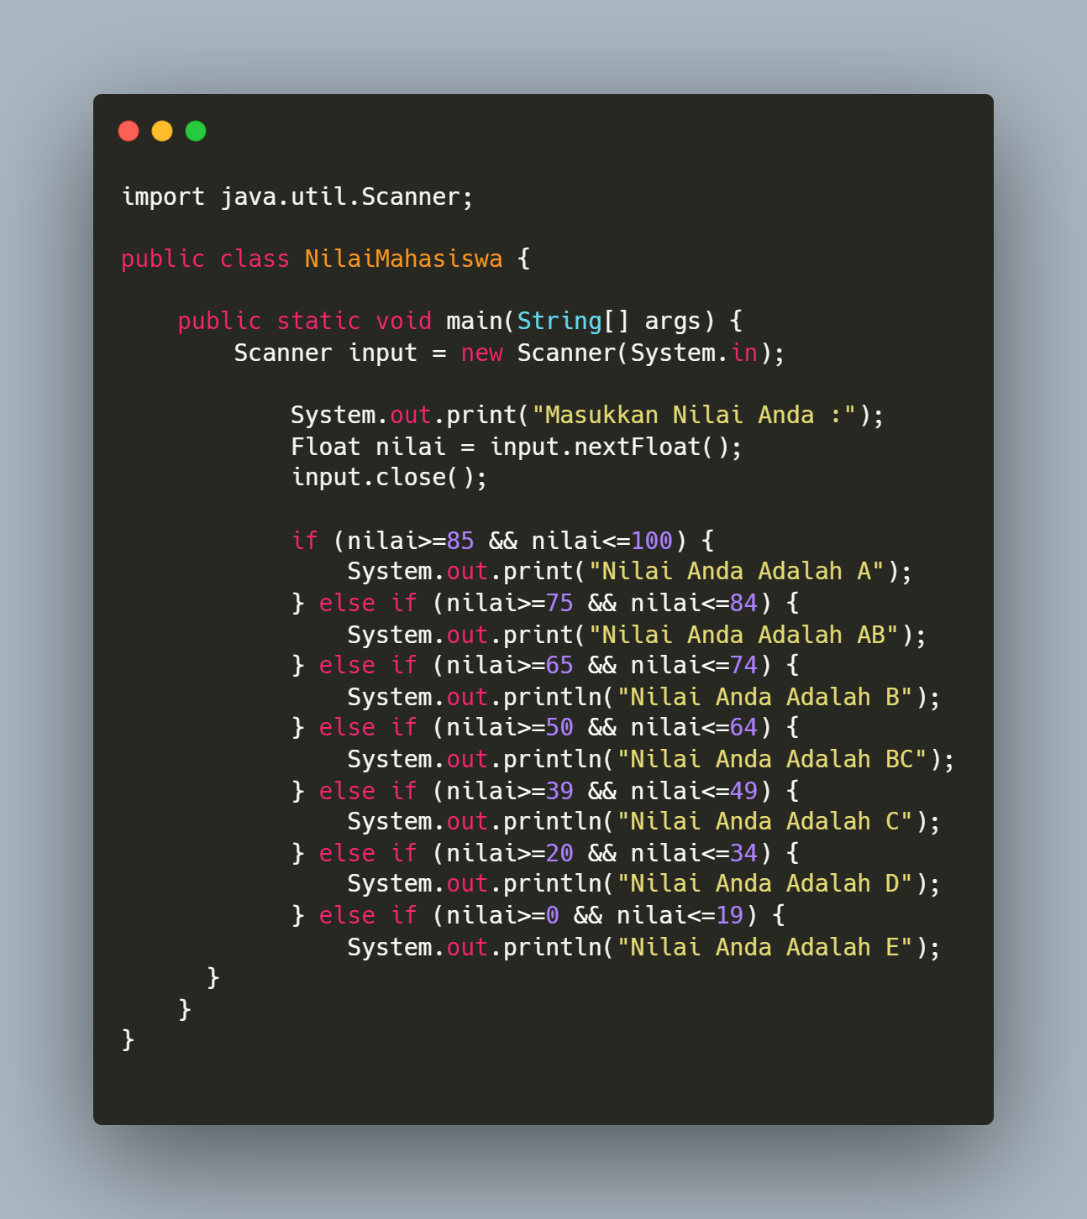 import java.util.Scanner;
public class NilaiMahasiswa {
public static void main(String[] args) {
Scanner input = new Scanner(System.in);
System.out.print("Masukkan Nilai Anda :");
Float nilai = input.nextFloat();
input.close();
if (nilai>=85 && nilai<=100) {
System.out.print("Nilai Anda Adalah A");
} else if (nilai>=75 && nilai<=84) {
System.out.print("Nilai Anda Adalah AB");
} else if (nilai>=65 && nilai<=74) {
System.out.println("Nilai Anda Adalah B");
} else if (nilai>=50 && nilai<=64) {
System.out.println("Nilai Anda Adalah BC");
} else if (nilai>=39 && nilai<=49) {
System.out.println("Nilai Anda Adalah C");
} else if (nilai>=20 && nilai<=34) {
System.out.println("Nilai Anda Adalah D");
} else if (nilai>=0 && nilai<=19) {
System.out.println("Nilai Anda Adalah E");
}
}
}